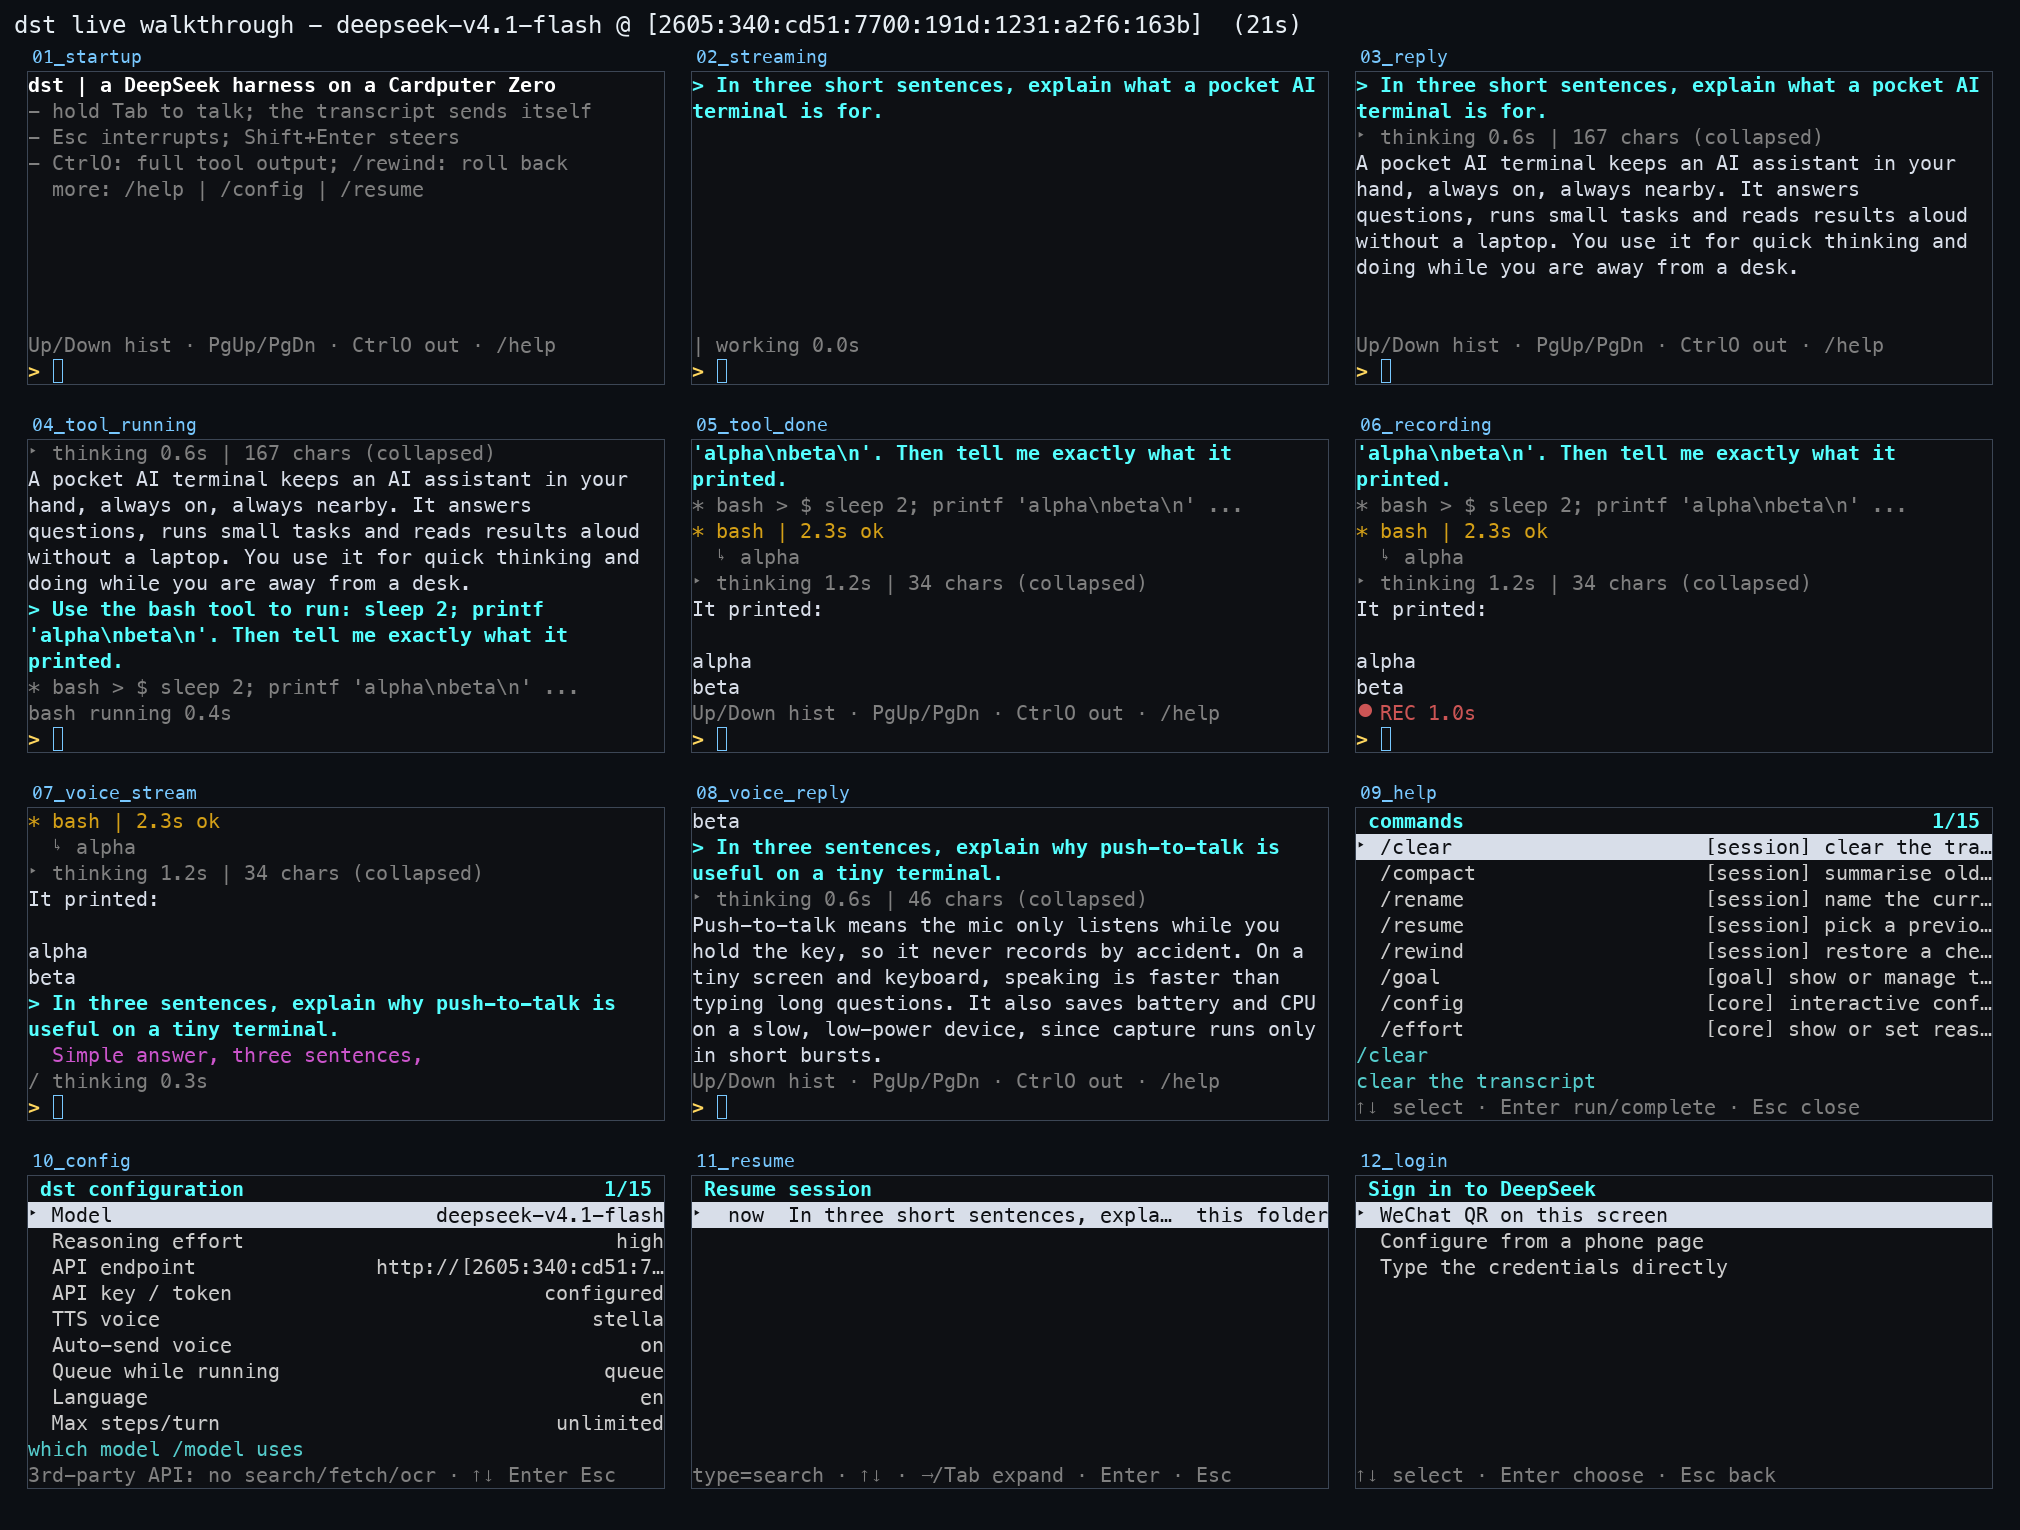 dst live walkthrough — deepseek-v4.1-flash @ [2605:340:cd51:7700:191d:1231:a2f6:163b]  (21s)
01_startup
dst | a DeepSeek harness on a Cardputer Zero
— hold Tab to talk; the transcript sends itself
— Esc interrupts; Shift+Enter steers
— CtrlO: full tool output; /rewind: roll back
more: /help | /config | /resume
Up/Down hist · PgUp/PgDn · CtrlO out · /help
>
02_streaming
> In three short sentences, explain what a pocket AI
terminal is for.
| working 0.0s
>
03_reply
> In three short sentences, explain what a pocket AI
terminal is for.
‣ thinking 0.6s | 167 chars (collapsed)
A pocket AI terminal keeps an AI assistant in your
hand, always on, always nearby. It answers
questions, runs small tasks and reads results aloud
without a laptop. You use it for quick thinking and
doing while you are away from a desk.
Up/Down hist · PgUp/PgDn · CtrlO out · /help
>
04_tool_running
‣ thinking 0.6s | 167 chars (collapsed)
A pocket AI terminal keeps an AI assistant in your
hand, always on, always nearby. It answers
questions, runs small tasks and reads results aloud
without a laptop. You use it for quick thinking and
doing while you are away from a desk.
> Use the bash tool to run: sleep 2; printf
'alpha\nbeta\n'. Then tell me exactly what it
printed.
* bash > $ sleep 2; printf 'alpha\nbeta\n' ...
bash running 0.4s
>
05_tool_done
'alpha\nbeta\n'. Then tell me exactly what it
printed.
* bash > $ sleep 2; printf 'alpha\nbeta\n' ...
* bash | 2.3s ok
↳ alpha
‣ thinking 1.2s | 34 chars (collapsed)
It printed:
alpha
beta
Up/Down hist · PgUp/PgDn · CtrlO out · /help
>
06_recording
'alpha\nbeta\n'. Then tell me exactly what it
printed.
* bash > $ sleep 2; printf 'alpha\nbeta\n' ...
* bash | 2.3s ok
↳ alpha
‣ thinking 1.2s | 34 chars (collapsed)
It printed:
alpha
beta
● REC 1.0s
>
07_voice_stream
* bash | 2.3s ok
↳ alpha
‣ thinking 1.2s | 34 chars (collapsed)
It printed:
alpha
beta
> In three sentences, explain why push-to-talk is
useful on a tiny terminal.
Simple answer, three sentences,
/ thinking 0.3s
>
08_voice_reply
beta
> In three sentences, explain why push-to-talk is
useful on a tiny terminal.
‣ thinking 0.6s | 46 chars (collapsed)
Push-to-talk means the mic only listens while you
hold the key, so it never records by accident. On a
tiny screen and keyboard, speaking is faster than
typing long questions. It also saves battery and CPU
on a slow, low-power device, since capture runs only
in short bursts.
Up/Down hist · PgUp/PgDn · CtrlO out · /help
>
09_help
commands 1/15
‣ /clear [session] clear the tra…
/compact [session] summarise old…
/rename [session] name the curr…
/resume [session] pick a previo…
/rewind [session] restore a che…
/goal [goal] show or manage t…
/config [core] interactive conf…
/effort [core] show or set reas…
/clear
clear the transcript
↑↓ select · Enter run/complete · Esc close
10_config
dst configuration 1/15
‣ Model deepseek-v4.1-flash
Reasoning effort high
API endpoint http://[2605:340:cd51:7…
API key / token configured
TTS voice stella
Auto-send voice on
Queue while running queue
Language en
Max steps/turn unlimited
which model /model uses
3rd-party API: no search/fetch/ocr · ↑↓ Enter Esc
11_resume
Resume session
‣ now In three short sentences, expla… this folder
type=search · ↑↓ · →/Tab expand · Enter · Esc
12_login
Sign in to DeepSeek
‣ WeChat QR on this screen
Configure from a phone page
Type the credentials directly
↑↓ select · Enter choose · Esc back